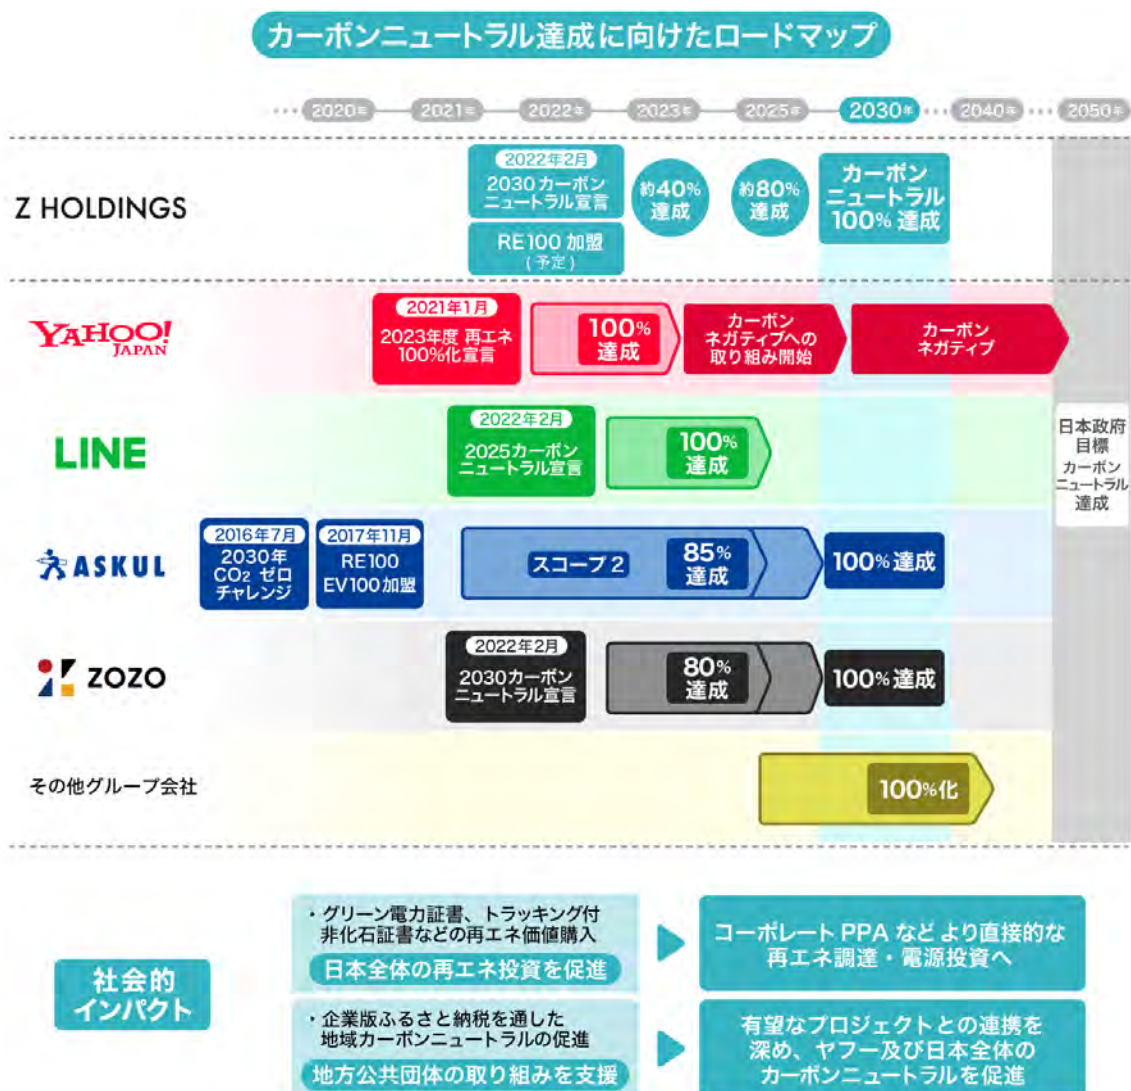 カーボンニュートラル達成に向けたロードマップ
2020年 2021年 2022年 2023年 2025年 2030年 2040年 2050年
Z HOLDINGS
2022年2月
2030カーボン
ニュートラル宣言
RE100 加盟
(予定)
約40%
達成
約80%
達成
カーボン
ニュートラル
100% 達成
YAHOO!
JAPAN
2021年1月
2023年度 再エネ
100%化宣言
100%
達成
カーボン
ネガティブへの
取り組み開始
カーボン
ネガティブ
LINE
2022年2月
2025カーボン
ニュートラル宣言
100%
達成
日本政府
目標
カーボン
ニュートラル
達成
ASKUL
2016年7月
2030年
CO2 ゼロ
チャレンジ
2017年11月
RE100
EV100加盟
スコープ2
85%
達成
100%達成
ZOZO
2022年2月
2030カーボン
ニュートラル宣言
80%
達成
100%達成
その他グループ会社
100%化
社会的
インパクト
・グリーン電力証書、トラッキング付
非化石証書などの再エネ価値購入
日本全体の再エネ投資を促進
コーポレート PPA など より直接的な
再エネ調達・電源投資へ
・企業版ふるさと納税を通した
地域カーボンニュートラルの促進
地方公共団体の取り組みを支援
有望なプロジェクトとの連携を
深め、ヤフー及び日本全体の
カーボンニュートラルを促進